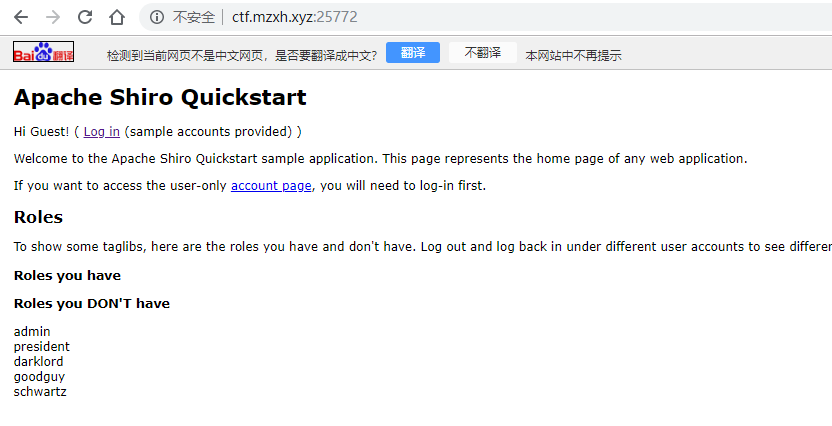 不安全 | ctf.mzxh.xyz:25772
Bai du 翻译 检测到当前网页不是中文网页，是否要翻译成中文? 翻译 不翻译 本网站中不再提示
Apache Shiro Quickstart
Hi Guest! ( Log in (sample accounts provided) )
Welcome to the Apache Shiro Quickstart sample application. This page represents the home page of any web application.
If you want to access the user-only account page, you will need to log-in first.
Roles
To show some taglibs, here are the roles you have and don't have. Log out and log back in under different user accounts to see differe
Roles you have
Roles you DON'T have
admin
president
darklord
goodguy
schwartz